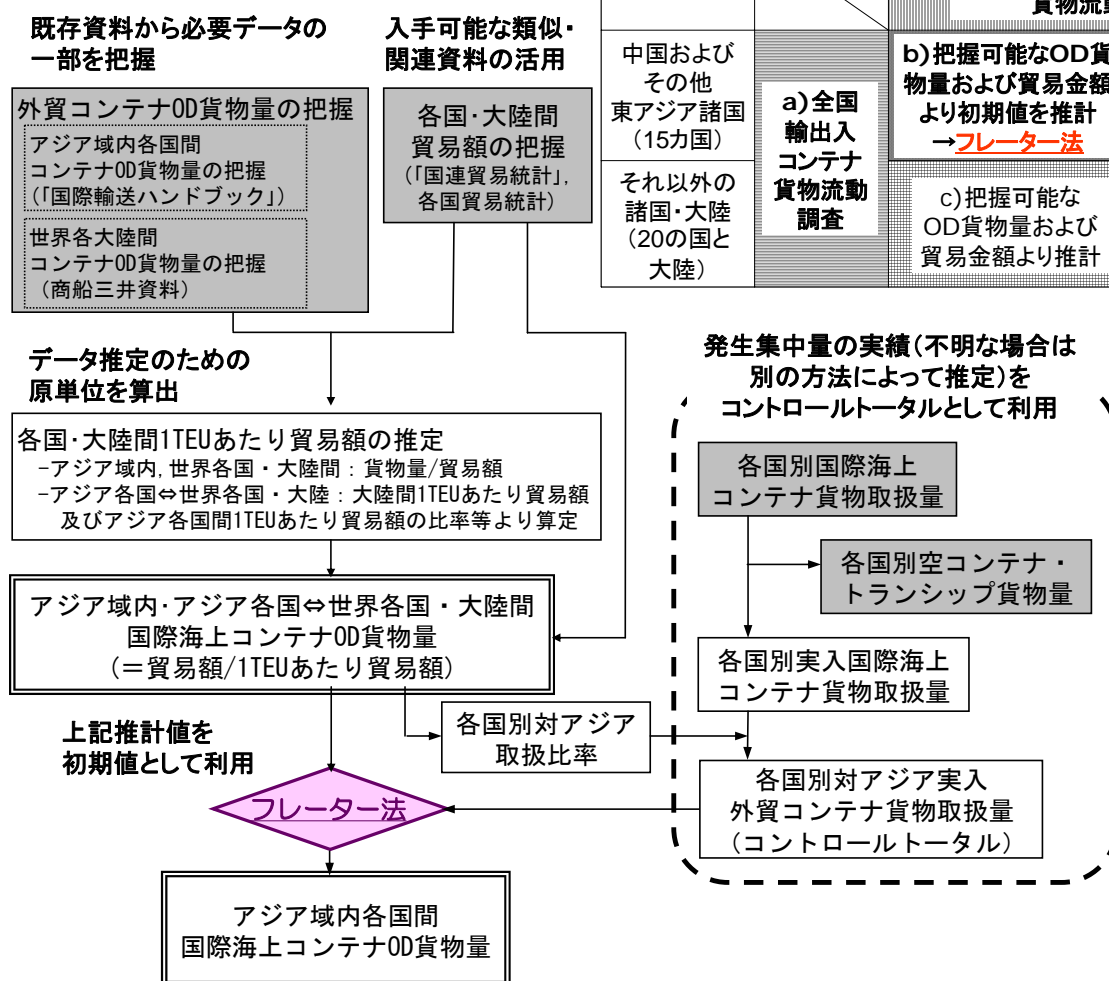 既存資料から必要データの
一部を把握
入手可能な類似・
関連資料の活用
外貿コンテナOD貨物量の把握
アジア域内各国間
コンテナOD貨物量の把握
(「国際輸送ハンドブック」)
世界各大陸間
コンテナOD貨物量の把握
(商船三井資料)
各国・大陸間
貿易額の把握
(「国連貿易統計」,
各国貿易統計)
貨物流動
中国および
その他
東アジア諸国
(15カ国)
a)全国
輸出入
コンテナ
貨物流動
調査
b)把握可能なOD貨
物量および貿易金額
より初期値を推計
→フレーター法
それ以外の
諸国・大陸
(20の国と
大陸)
c)把握可能な
OD貨物量および
貿易金額より推計
データ推定のための
原単位を算出
各国・大陸間1TEUあたり貿易額の推定
-アジア域内,世界各国・大陸間:貨物量/貿易額
-アジア各国⇔世界各国・大陸:大陸間1TEUあたり貿易額
及びアジア各国間1TEUあたり貿易額の比率等より算定
アジア域内・アジア各国⇔世界各国・大陸間
国際海上コンテナOD貨物量
(=貿易額/1TEUあたり貿易額)
上記推計値を
初期値として利用
各国別対アジア
取扱比率
フレーター法
アジア域内各国間
国際海上コンテナOD貨物量
発生集中量の実績(不明な場合は
別の方法によって推定)を
コントロールトータルとして利用
各国別国際海上
コンテナ貨物取扱量
各国別空コンテナ・
トランシップ貨物量
各国別実入国際海上
コンテナ貨物取扱量
各国別対アジア実入
外貿コンテナ貨物取扱量
(コントロールトータル)